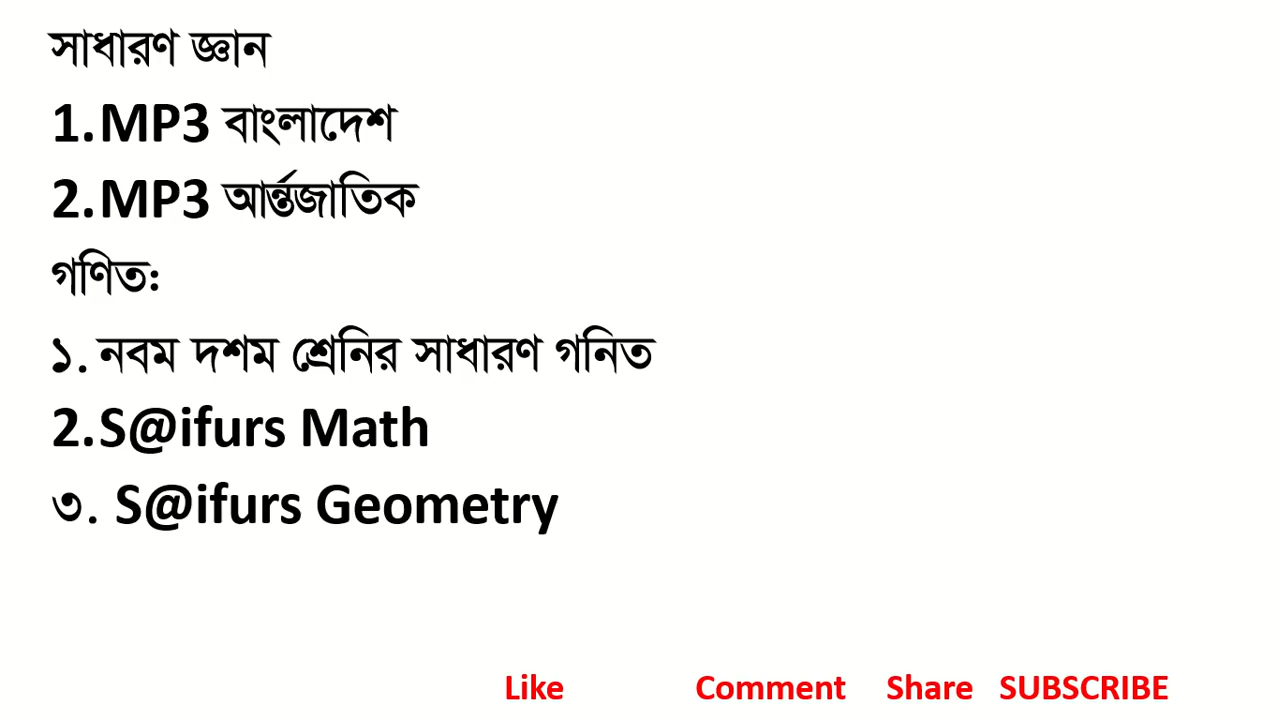 সাধারণ জ্ঞান
1.MP3 বাংলাদেশ
2.MP3 আর্ন্তজাতিক
গণিতঃ
১. নবম দশম শ্রেনির সাধারণ গনিত
2.S@ifurs Math
৩. S@ifurs Geometry
Like Comment Share SUBSCRIBE